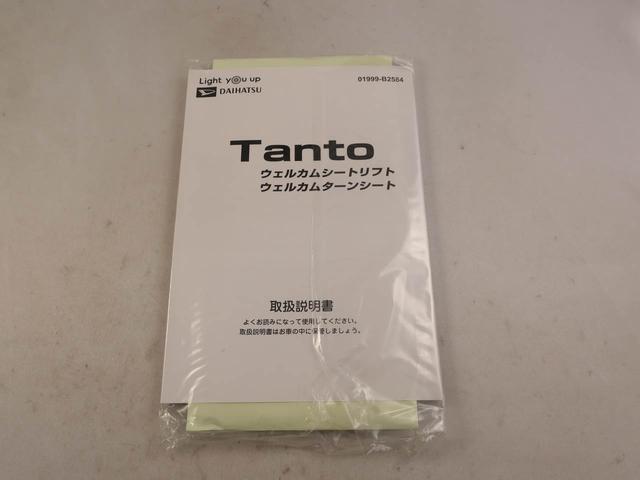 Light you up
01999-B2584
DAIHATSU
Tanto
ウェルカムシートリフト
ウェルカムターンシート
取扱説明書
よくお読みになって使用してください。
取扱説明書はお車の中に保管しましょう。